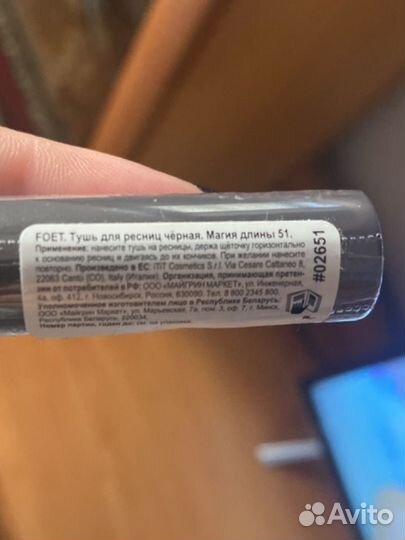 FOET. Тушь для ресниц чёрная. Магия длины 51.
Применение: нанесите тушь на ресницы, держа щёточку горизонтально
к основанию ресниц и двигаясь до их кончиков. При желании нанесите
повторно. Произведено в ЕС: ITIT Cosmetics S.r.l. Via Cesare Cattaneo 8,
22063 Cantù (CO), Italy (Италия). Организация, принимающая претен-
зии от потребителей в РФ: ООО «МАЙГРИН МАРКЕТ», ул. Инженерная,
4а, оф. 412, г. Новосибирск, Россия, 630090. Тел. 8 800 2345 800.
Уполномоченное изготовителем лицо в Республике Беларусь:
ООО «Майгрин Маркет», ул. Марьевская, 7а, пом. 3, оф. 7, г. Минск,
Республика Беларусь, 220034.
Номер партии, годен до: см. на упаковке.
#02651
Avito